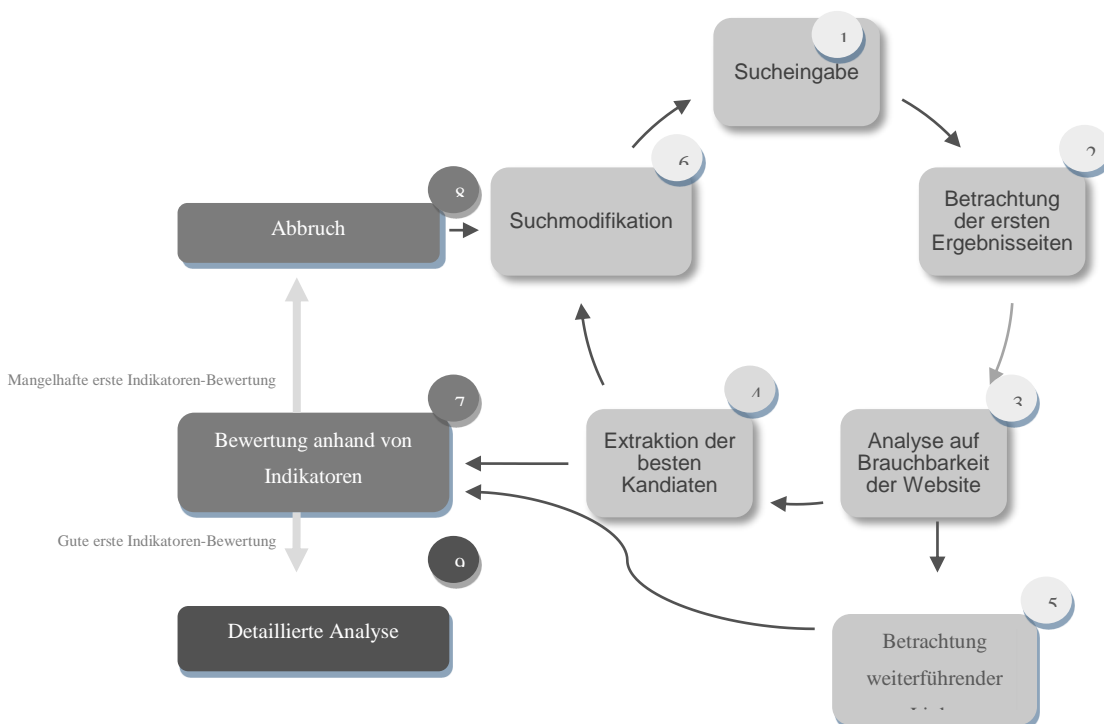 1
Sucheingabe
2
Betrachtung
der ersten
Ergebnisseiten
3
Analyse auf
Brauchbarkeit
der Website
4
Extraktion der
besten
Kandiaten
5
Betrachtung
weiterführender
6
Suchmodifikation
7
Bewertung anhand von
Indikatoren
8
Abbruch
9
Detaillierte Analyse
Mangelhafte erste Indikatoren-Bewertung
Gute erste Indikatoren-Bewertung